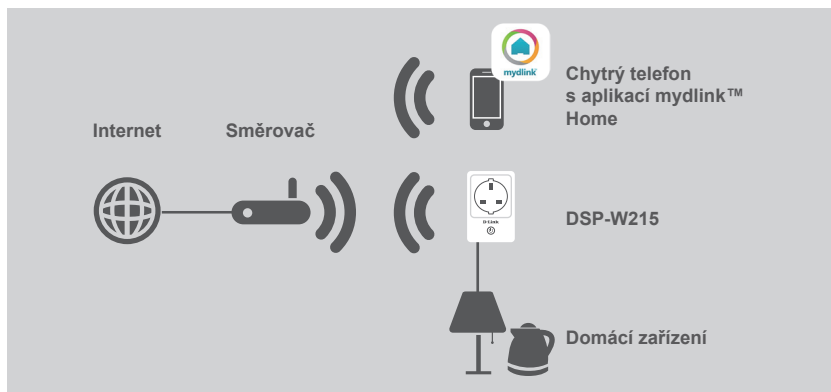 mydlink
Chytrý telefon
s aplikací mydlink™
Home
Internet
Směrovač
D-Link
DSP-W215
Domácí zařízení